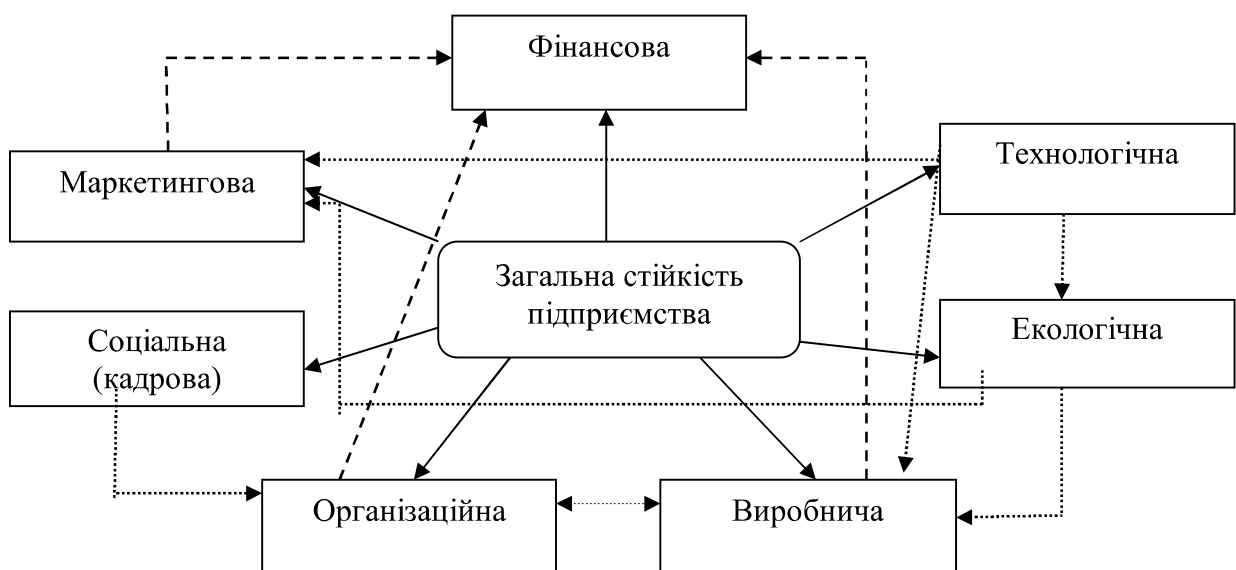 Фінансова
Технологічна
Маркетингова
Загальна стійкість
підприємства
Екологічна
Соціальна
(кадрова)
Організаційна
Виробнича